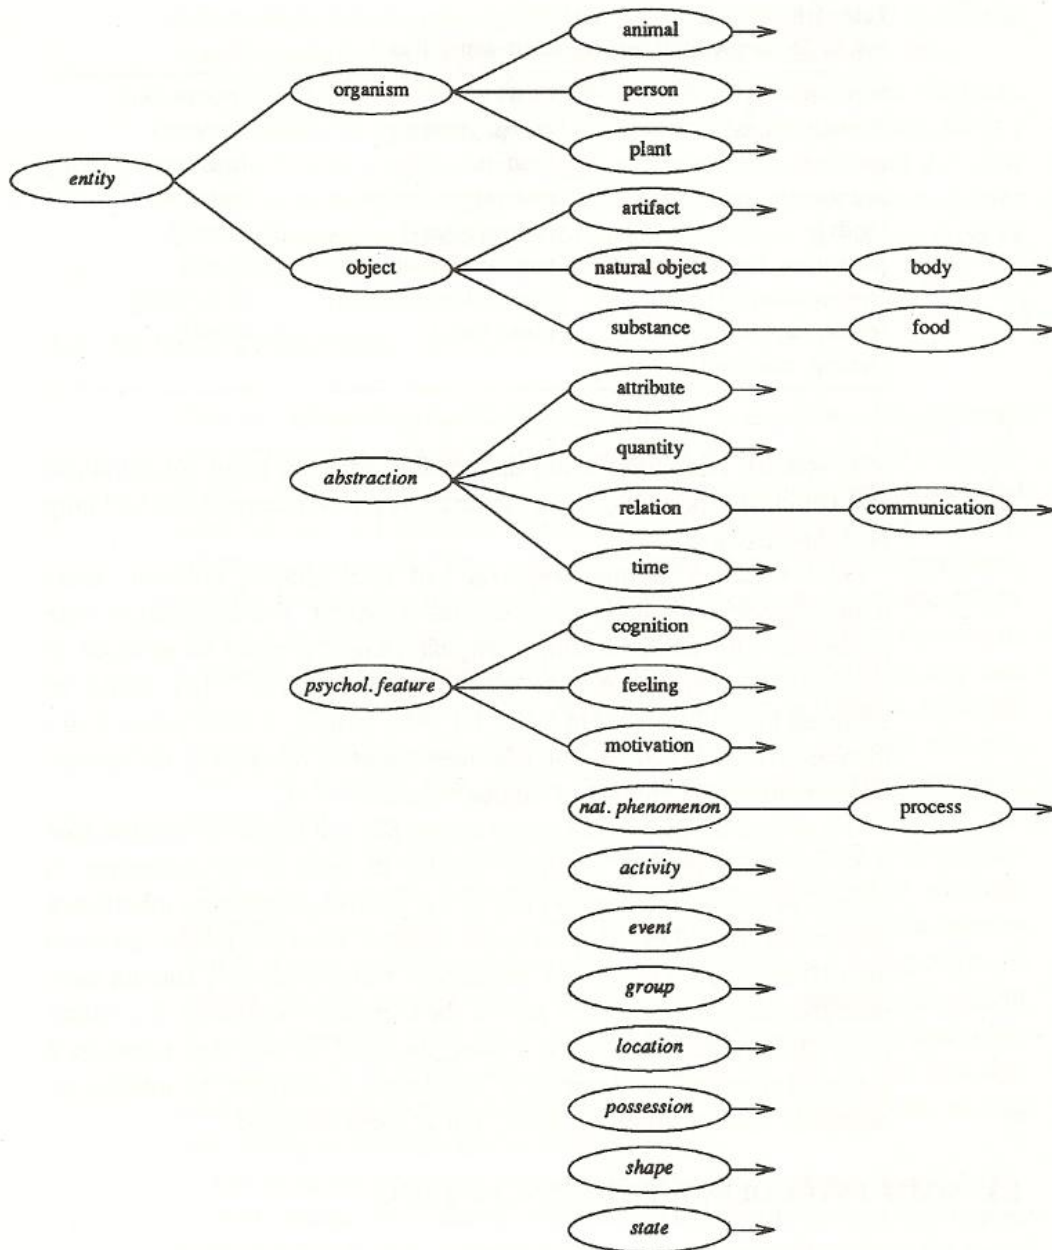 animal
organism
person
plant
entity
artifact
object
natural object
body
substance
food
attribute
quantity
abstraction
relation
communication
time
cognition
psychol. feature
feeling
motivation
nat. phenomenon
process
activity
event
group
location
possession
shape
state